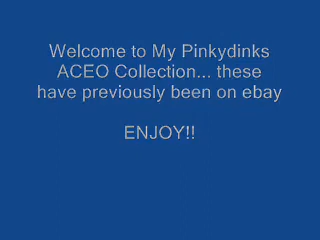 Welcome to My Pinkydinks
ACEO Collection... these
have previously been on ebay
ENJOY!!